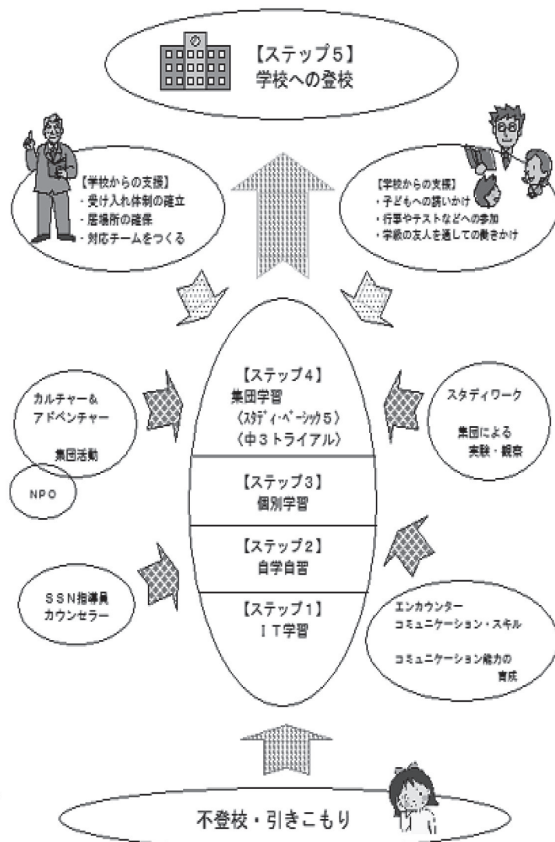 【ステップ５】
学校への登校
【学校からの支援】
・受け入れ体制の確立
・居場所の確保
・対応チームをつくる
【学校からの支援】
・子どもへの誘いかけ
・行事やテストなどへの参加
・学級の友人を通しての働きかけ
【ステップ４】
集団学習
〈スタディ・ベーシック５〉
〈中３トライアル〉
カルチャー＆
アドベンチャー
集団活動
ＮＰＯ
スタディワーク
集団による
実験・観察
【ステップ３】
個別学習
【ステップ２】
自学自習
【ステップ１】
ＩＴ学習
ＳＳＮ指導員
カウンセラー
エンカウンター
コミュニケーション・スキル
コミュニケーション能力の
育成
不登校・引きこもり